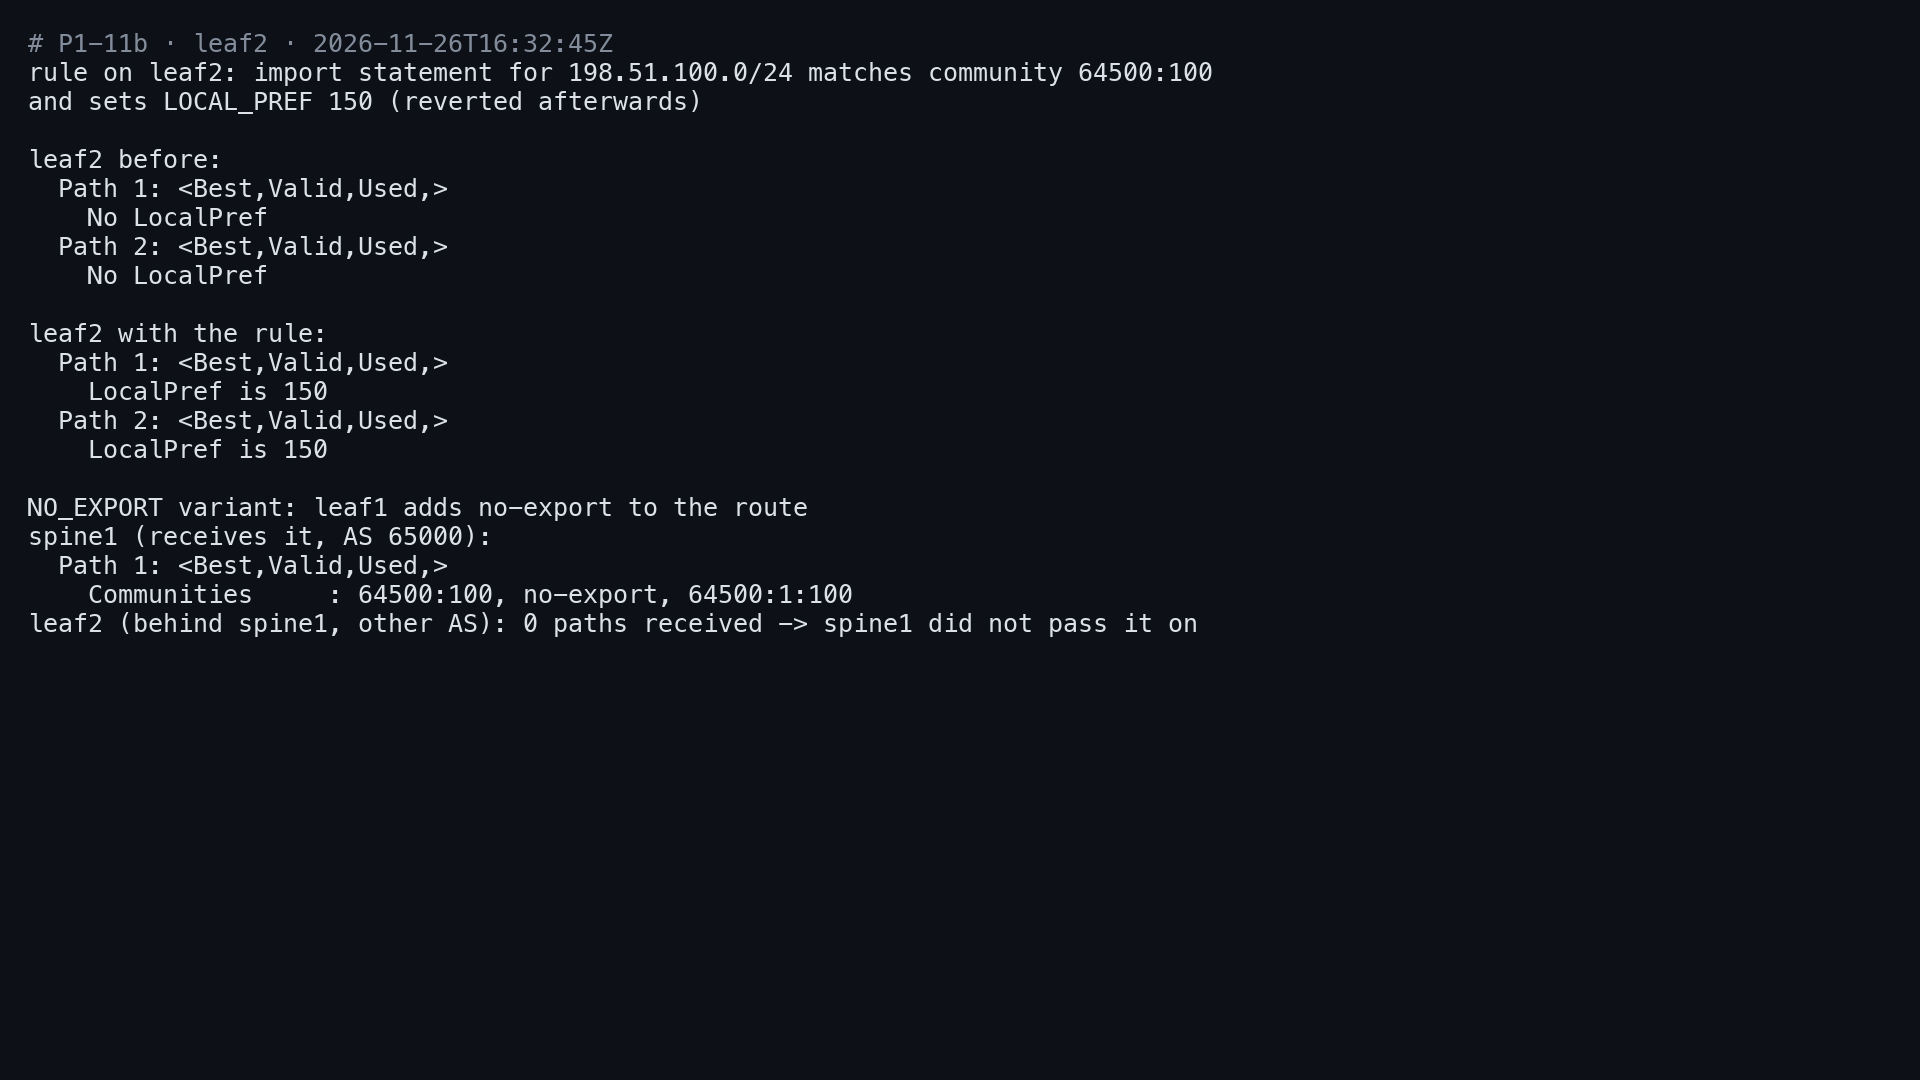 # P1-11b · leaf2 · 2026-11-26T16:32:45Z
rule on leaf2: import statement for 198.51.100.0/24 matches community 64500:100
and sets LOCAL_PREF 150 (reverted afterwards)
leaf2 before:
Path 1: <Best,Valid,Used,>
No LocalPref
Path 2: <Best,Valid,Used,>
No LocalPref
leaf2 with the rule:
Path 1: <Best,Valid,Used,>
LocalPref is 150
Path 2: <Best,Valid,Used,>
LocalPref is 150
NO_EXPORT variant: leaf1 adds no-export to the route
spine1 (receives it, AS 65000):
Path 1: <Best,Valid,Used,>
Communities     : 64500:100, no-export, 64500:1:100
leaf2 (behind spine1, other AS): 0 paths received -> spine1 did not pass it on